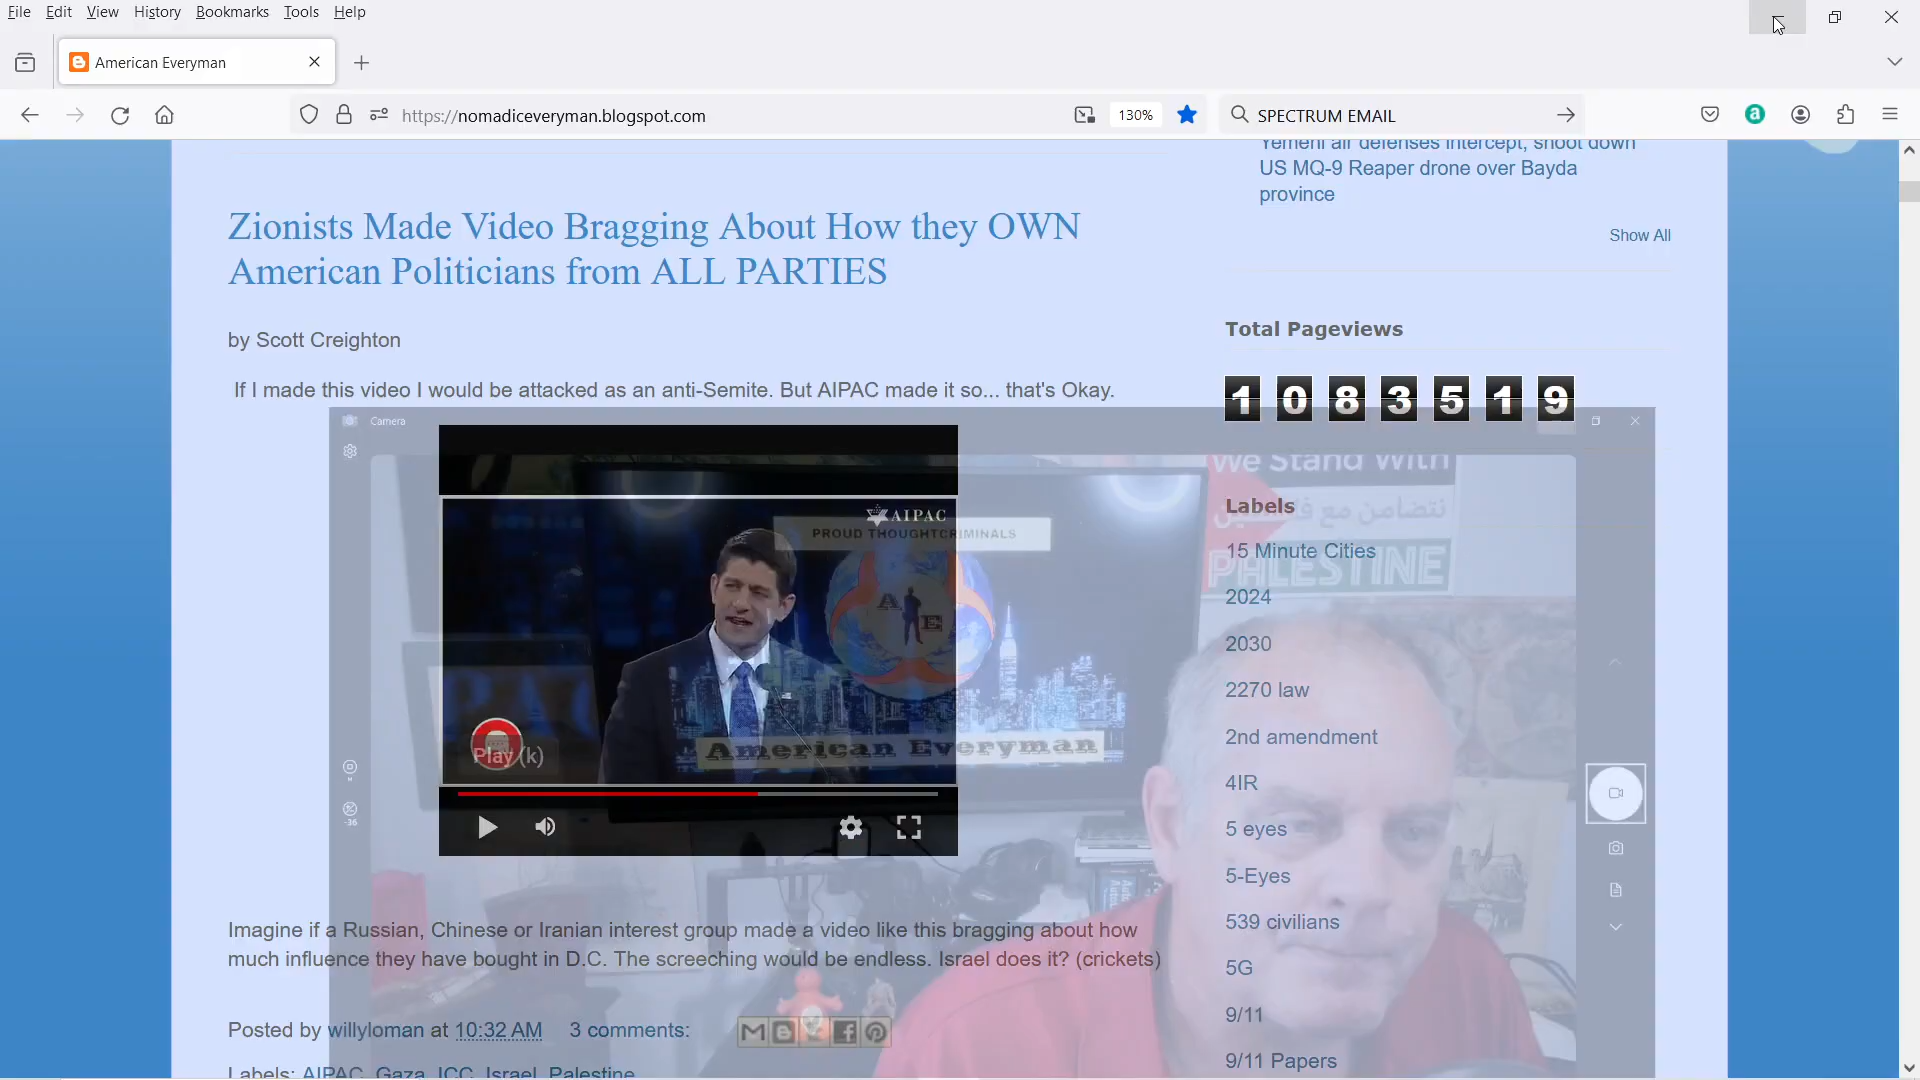 File Edit View History Bookmarks Tools Help
American Everyman
https://nomadiceveryman.blogspot.com
130%
SPECTRUM EMAIL
Yemeni air defenses intercept, shoot down
US MQ-9 Reaper drone over Bayda
province
Show All
Zionists Made Video Bragging About How they OWN
American Politicians from ALL PARTIES
by Scott Creighton
If I made this video I would be attacked as an anti-Semite. But AIPAC made it so... that's Okay.
Total Pageviews
1083519
Camera
We Stand With
نتضامن مع فلسطين
PALESTINE
AIPAC
PROUD THOUGHTCRIMINALS
A
E
American Everyman
Play (k)
-36
Labels
15 Minute Cities
2024
2030
2270 law
2nd amendment
4IR
5 eyes
5-Eyes
539 civilians
5G
9/11
9/11 Papers
Imagine if a Russian, Chinese or Iranian interest group made a video like this bragging about how
much influence they have bought in D.C. The screeching would be endless. Israel does it? (crickets)
Posted by willyloman at 10:32 AM 3 comments:
Labels: AIPAC, Gaza, ICC, Israel, Palestine